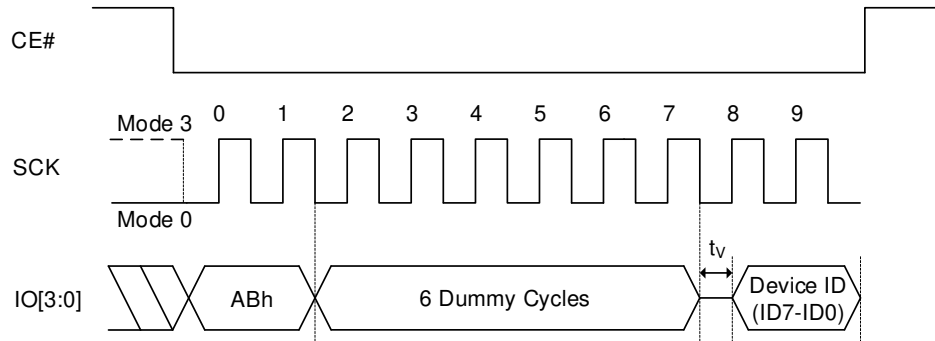 CE#
Mode 3
0 1 2 3 4 5 6 7 8 9
SCK
Mode 0
tV
IO[3:0]
ABh
6 Dummy Cycles
Device ID
(ID7-ID0)